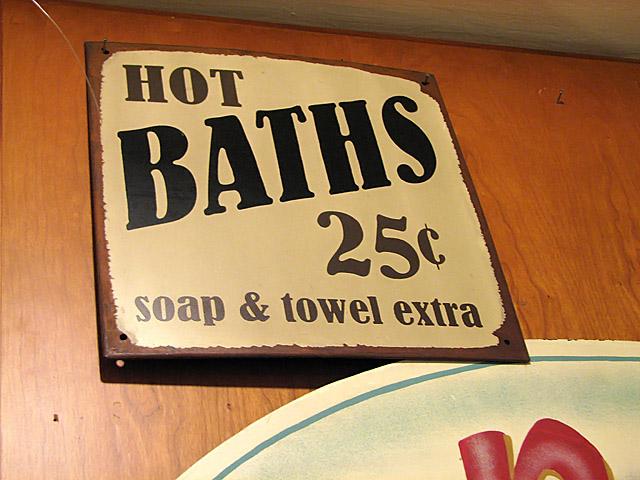 HOT
BATHS
25¢
soap & towel extra